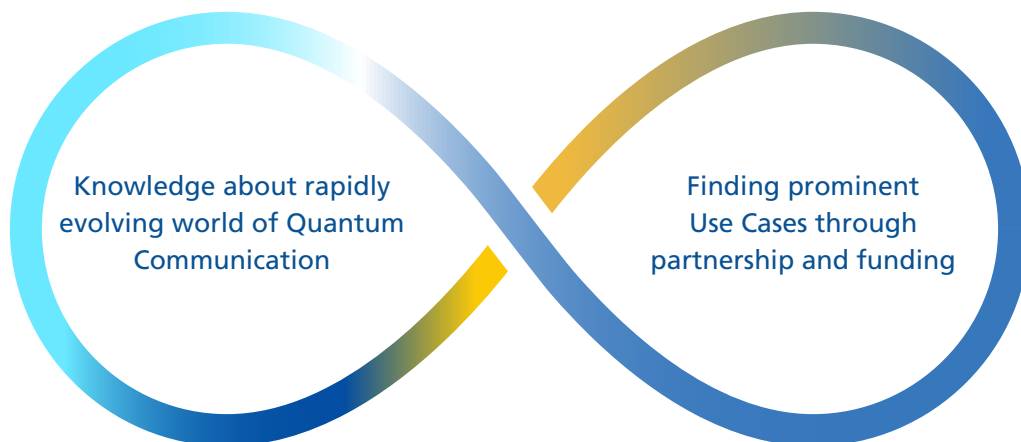 Knowledge about rapidly
evolving world of Quantum
Communication
Finding prominent
Use Cases through
partnership and funding